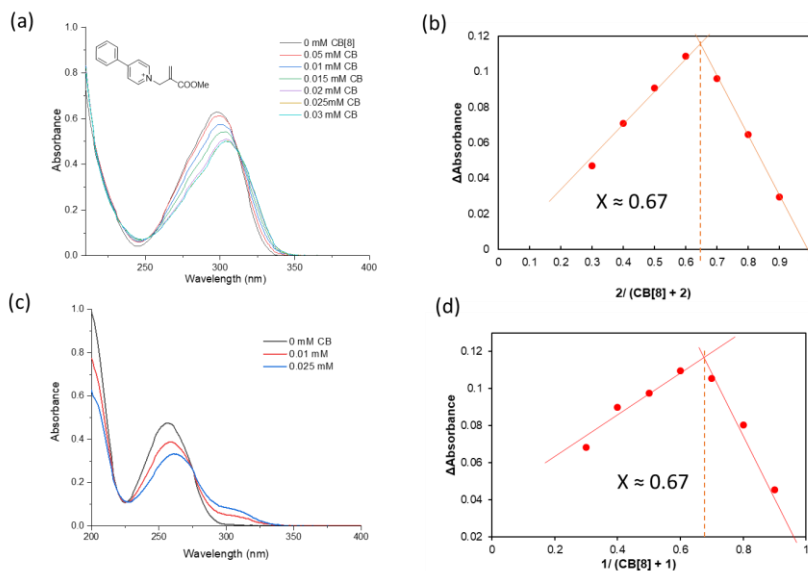 (a)
COOMe
N
+
0 mM CB[8]
0.05 mM CB
0.01 mM CB
0.015 mM CB
0.02 mM CB
0.025mM CB
0.03 mM CB
1.0
0.8
0.6
0.4
0.2
0.0
Absorbance
250
300
350
400
Wavelength (nm)
(b)
0.12
0.1
0.08
0.06
0.04
0.02
0
ΔAbsorbance
X ≈ 0.67
0 0.1 0.2 0.3 0.4 0.5 0.6 0.7 0.8 0.9
2/ (CB[8] + 2)
(c)
0 mM CB
0.01 mM
0.025 mM
1.0
0.8
0.6
0.4
0.2
0.0
Absorbance
200
250
300
350
400
Wavelength (nm)
(d)
0.12
0.1
0.08
0.06
0.04
0.02
ΔAbsorbance
X ≈ 0.67
0 0.2 0.4 0.6 0.8 1
1/ (CB[8] + 1)